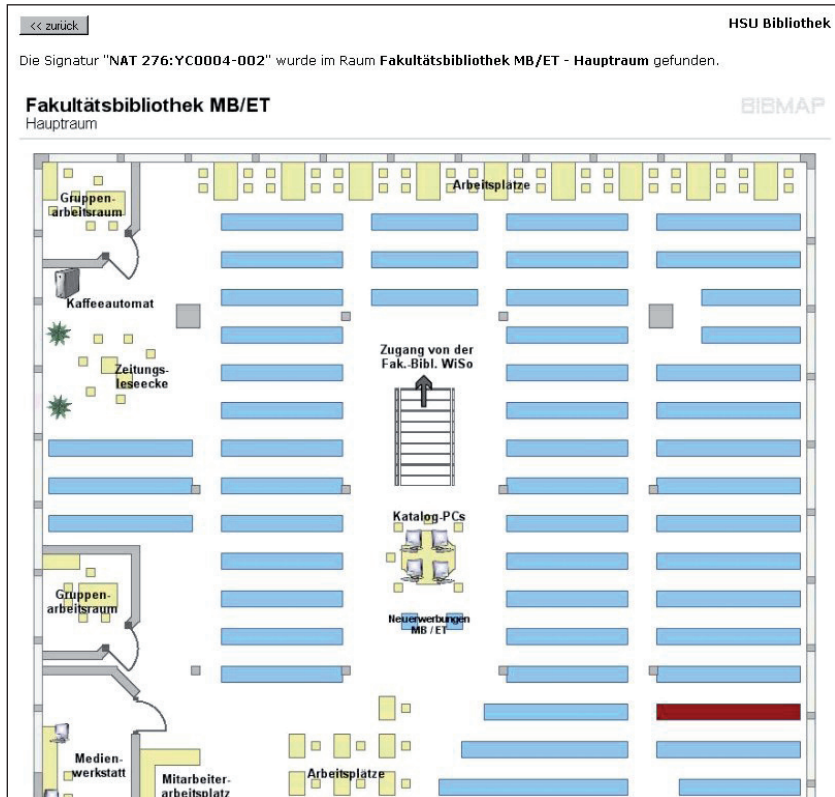 << zurück
HSU Bibliothek
Die Signatur "NAT 276:YC0004-002" wurde im Raum Fakultätsbibliothek MB/ET - Hauptraum gefunden.
Fakultätsbibliothek MB/ET
BIBMAP
Hauptraum
Gruppen-
arbeitsraum
Arbeitsplätze
Kaffeeautomat
Zeitungs-
leseecke
Zugang von der
Fak.-Bibl. WiSo
Katalog-PCs
Gruppen-
arbeitsraum
Neuerwerbungen
MB / ET
Medien-
werkstatt
Mitarbeiter-
arbeitsplatz
Arbeitsplätze